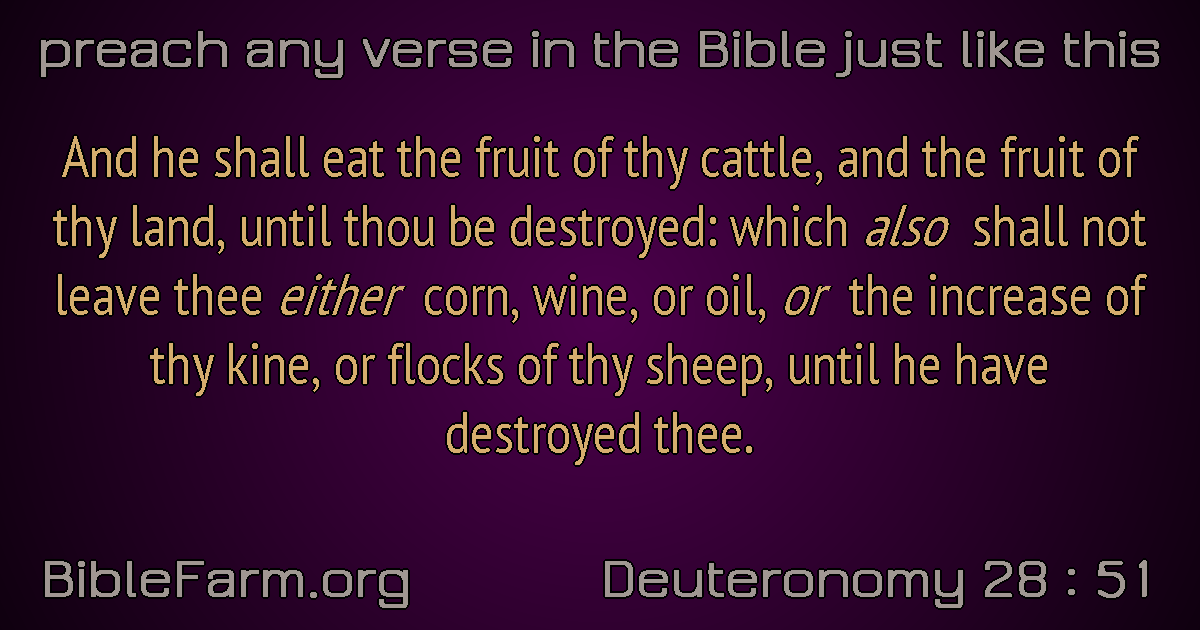 preach any verse in the Bible just like this
And he shall eat the fruit of thy cattle, and the fruit of
thy land, until thou be destroyed: which also shall not
leave thee either corn, wine, or oil, or the increase of
thy kine, or flocks of thy sheep, until he have
destroyed thee.
BibleFarm.org
Deuteronomy 28 : 51